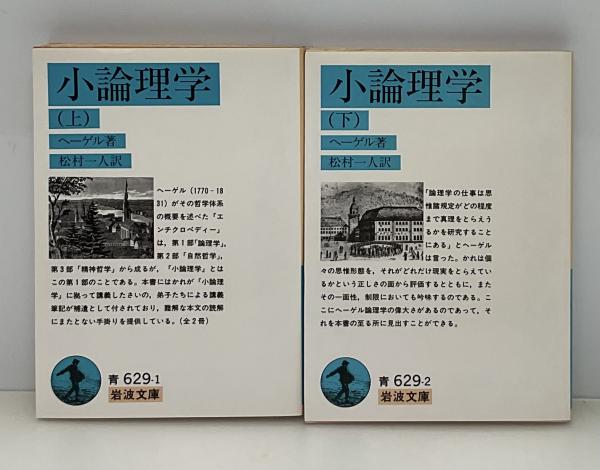 小論理学
(上)
ヘーゲル著
松村一人訳
ヘーゲル(1770-18
31)がその哲学体系
の概要を述べた『エ
ンチクロペディー』
は,第1部「論理学」,
第2部「自然哲学」,
第3部「精神哲学」から成るが,『小論理学』とは
この第1部のことである.本書にはかれが『小論理
学』に拠って講義したさいの,弟子たちによる講義
筆記が補遺として付されており,難解な本文の読解
にまたとない手掛りを提供している.(全2冊)
青 629-1
岩波文庫
小論理学
(下)
ヘーゲル著
松村一人訳
「論理学の仕事は思
惟諸規定がどの程度
まで真理をとらえう
るかを研究すること
にある」とヘーゲル
は言った.かれは個
々の思惟形態を,それがどれだけ現実をとらえてい
るかという正しさの面から評価するとともに,また
その一面性,制限においても吟味するのである.こ
こにヘーゲル論理学の偉大さがあるのであって,そ
れを本書の至る所に見出すことができる.
青 629-2
岩波文庫